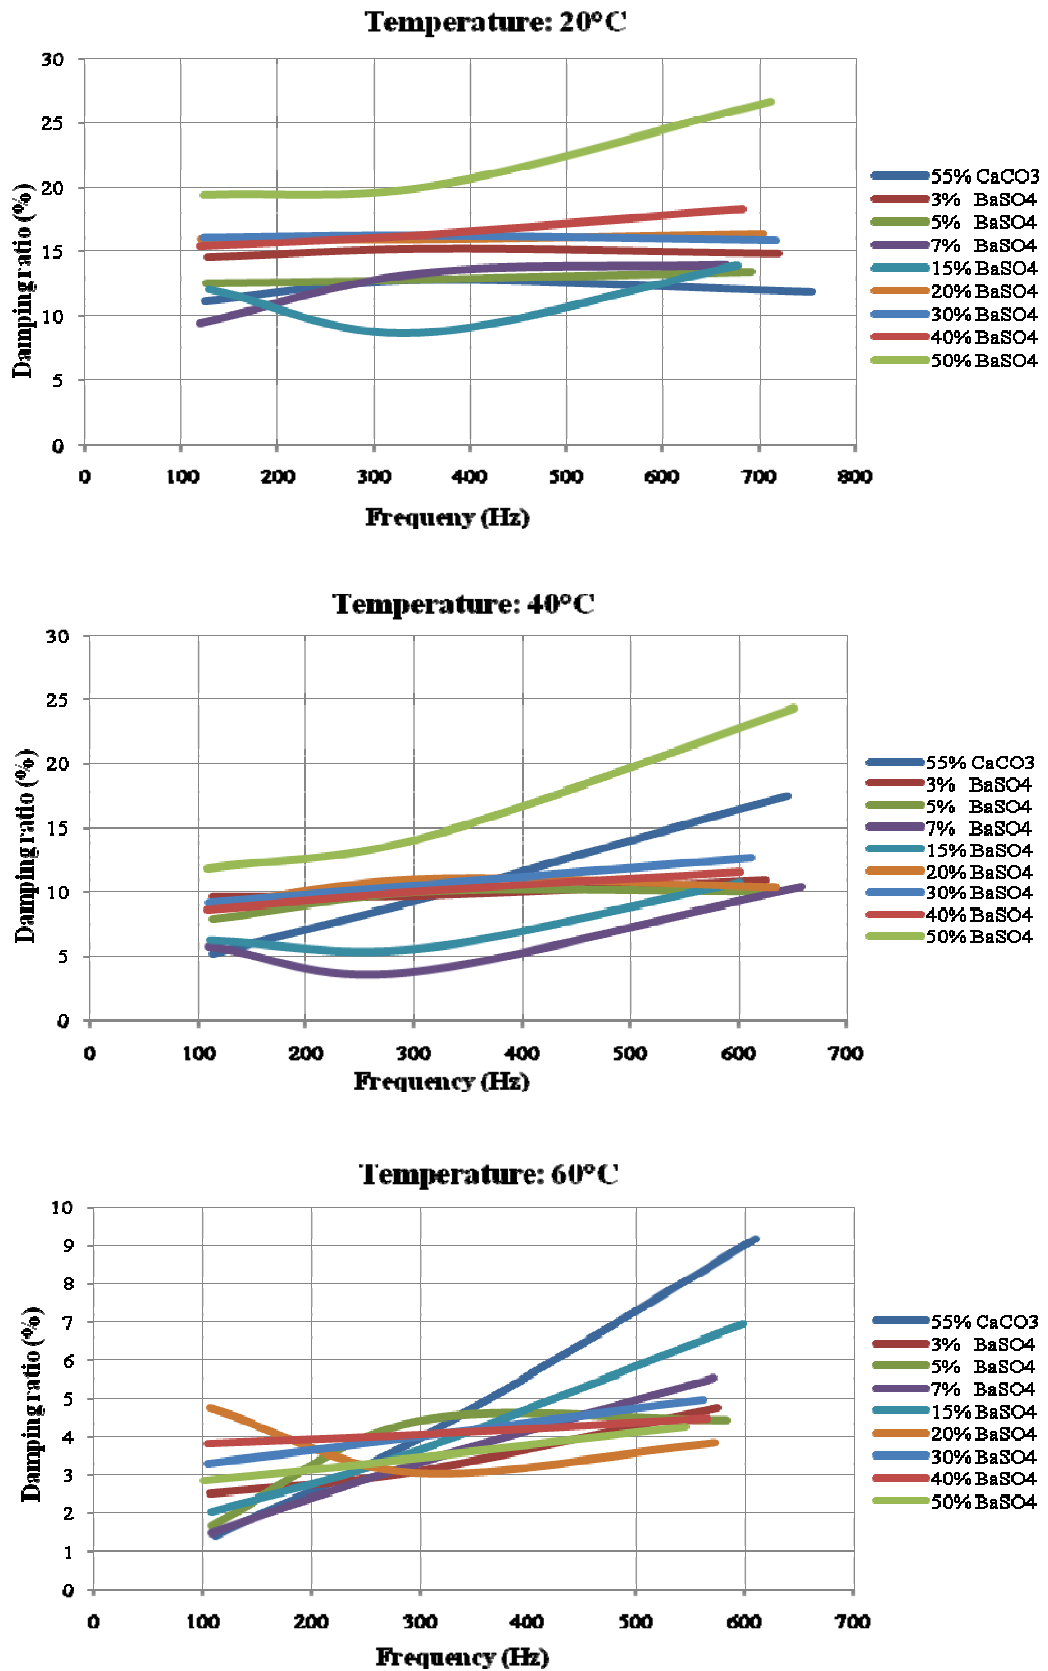 Temperature: 20°C
30
25
20
15
10
5
0
Damping ratio (%)
0 100 200 300 400 500 600 700 800
Frequeny (Hz)
55% CaCO3
3% BaSO4
5% BaSO4
7% BaSO4
15% BaSO4
20% BaSO4
30% BaSO4
40% BaSO4
50% BaSO4
Temperature: 40°C
30
25
20
15
10
5
0
Damping ratio (%)
0 100 200 300 400 500 600 700
Frequency (Hz)
55% CaCO3
3% BaSO4
5% BaSO4
7% BaSO4
15% BaSO4
20% BaSO4
30% BaSO4
40% BaSO4
50% BaSO4
Temperature: 60°C
10
9
8
7
6
5
4
3
2
1
0
Damping ratio (%)
0 100 200 300 400 500 600 700
Frequency (Hz)
55% CaCO3
3% BaSO4
5% BaSO4
7% BaSO4
15% BaSO4
20% BaSO4
30% BaSO4
40% BaSO4
50% BaSO4